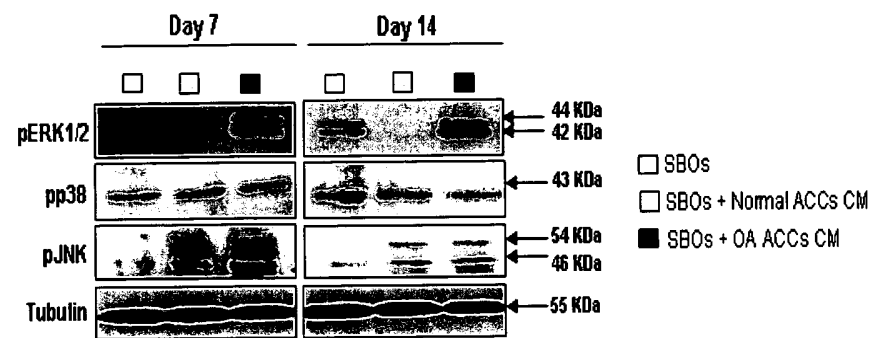 Day 7 Day 14
pERK1/2 44 KDa
42 KDa
pp38 43 KDa
pJNK 54 KDa
46 KDa
Tubulin 55 KDa
SBOs
SBOs + Normal ACCs CM
SBOs + OA ACCs CM